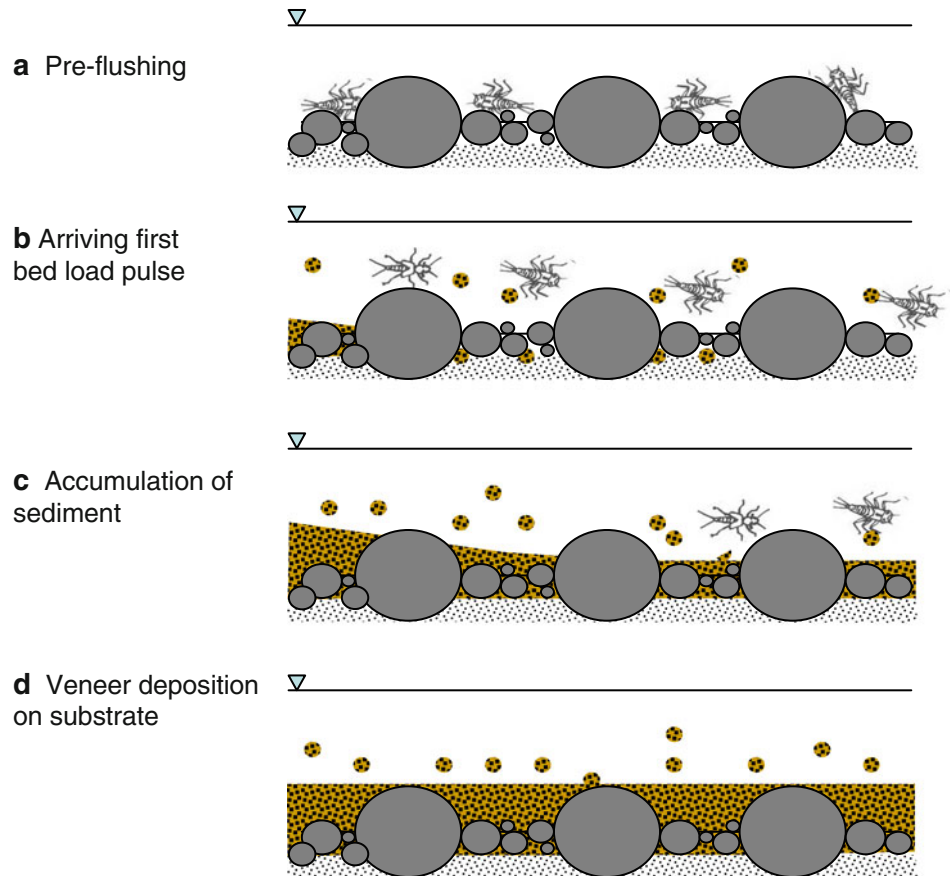 a Pre-flushing
b Arriving first
bed load pulse
c Accumulation of
sediment
d Veneer deposition
on substrate